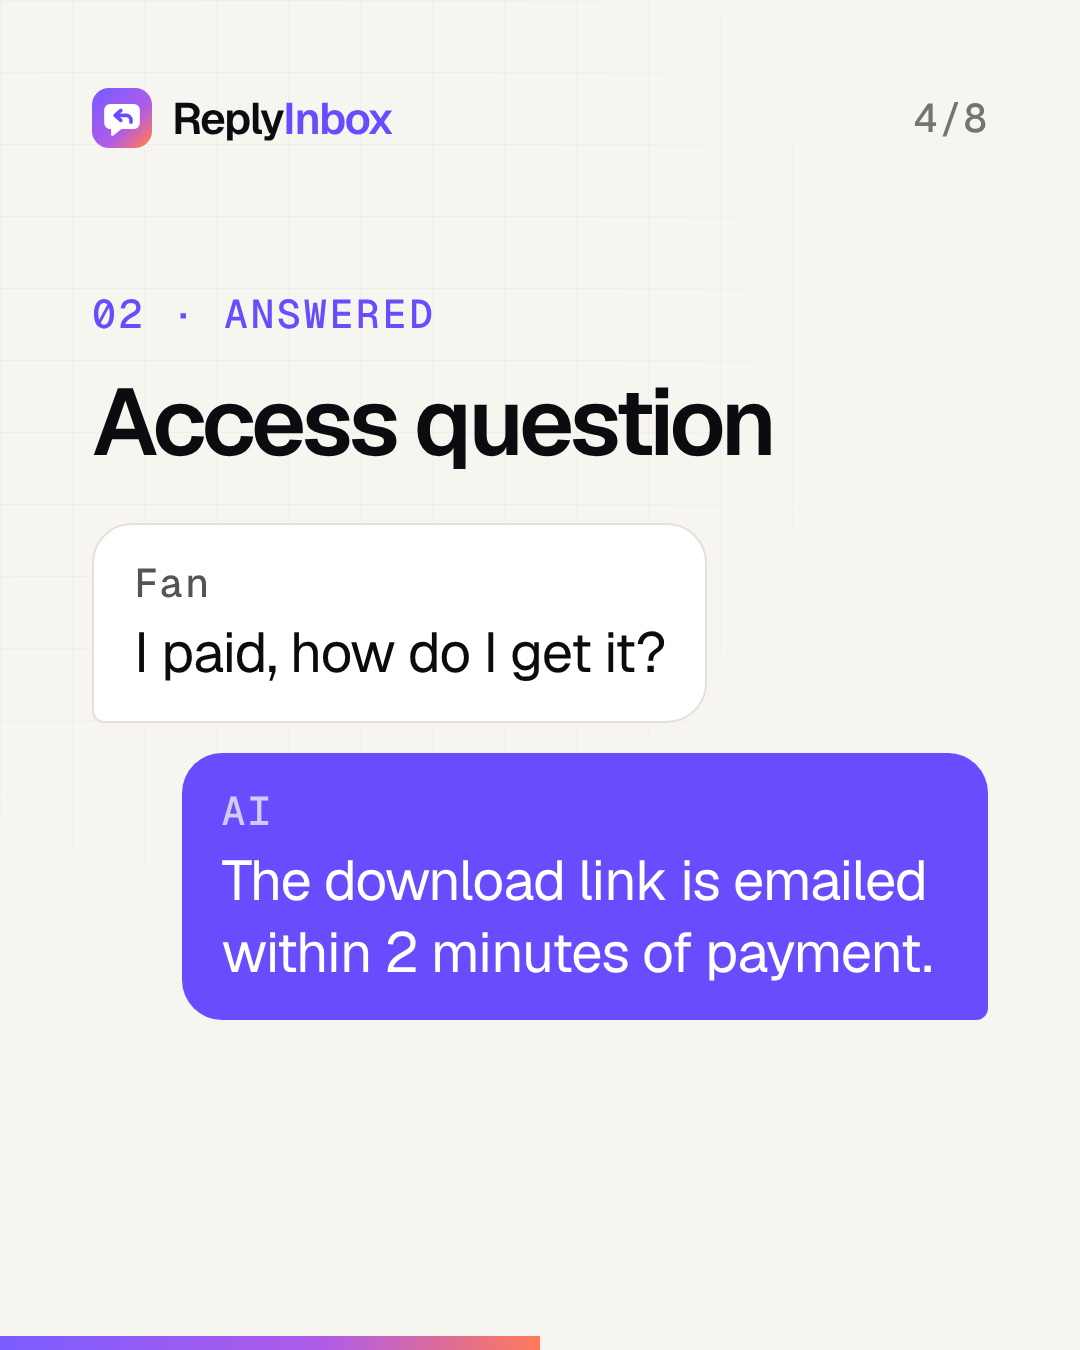 ReplyInbox
4/8
02 · ANSWERED
Access question
Fan
I paid, how do I get it?
AI
The download link is emailed
within 2 minutes of payment.